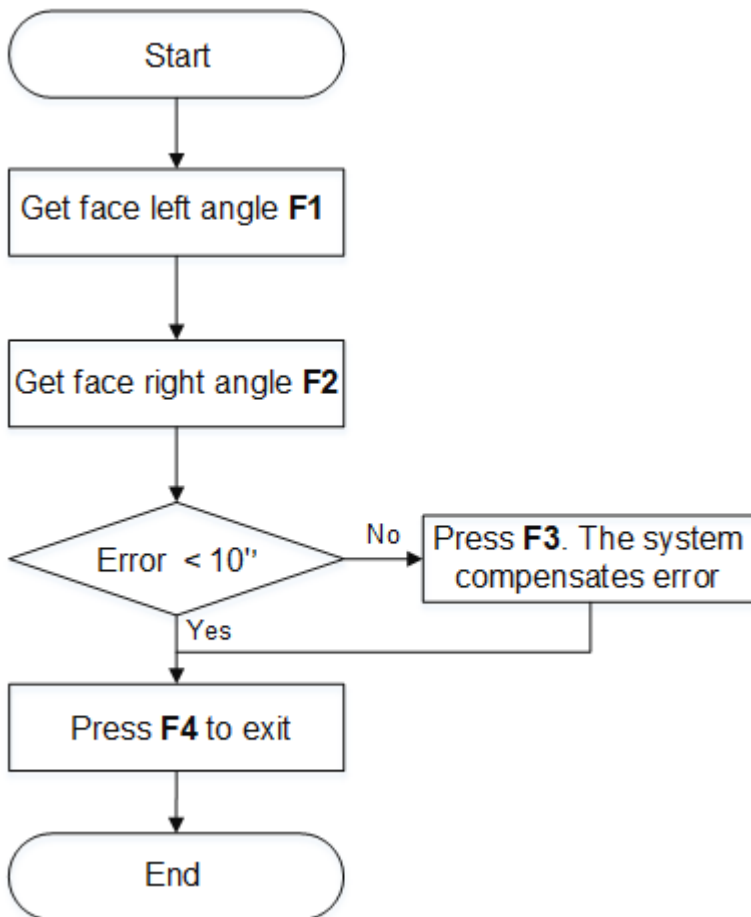 Start
Get face left angle F1
Get face right angle F2
Error < 10'’
No
Press F3. The system
compensates error
Yes
Press F4 to exit
End